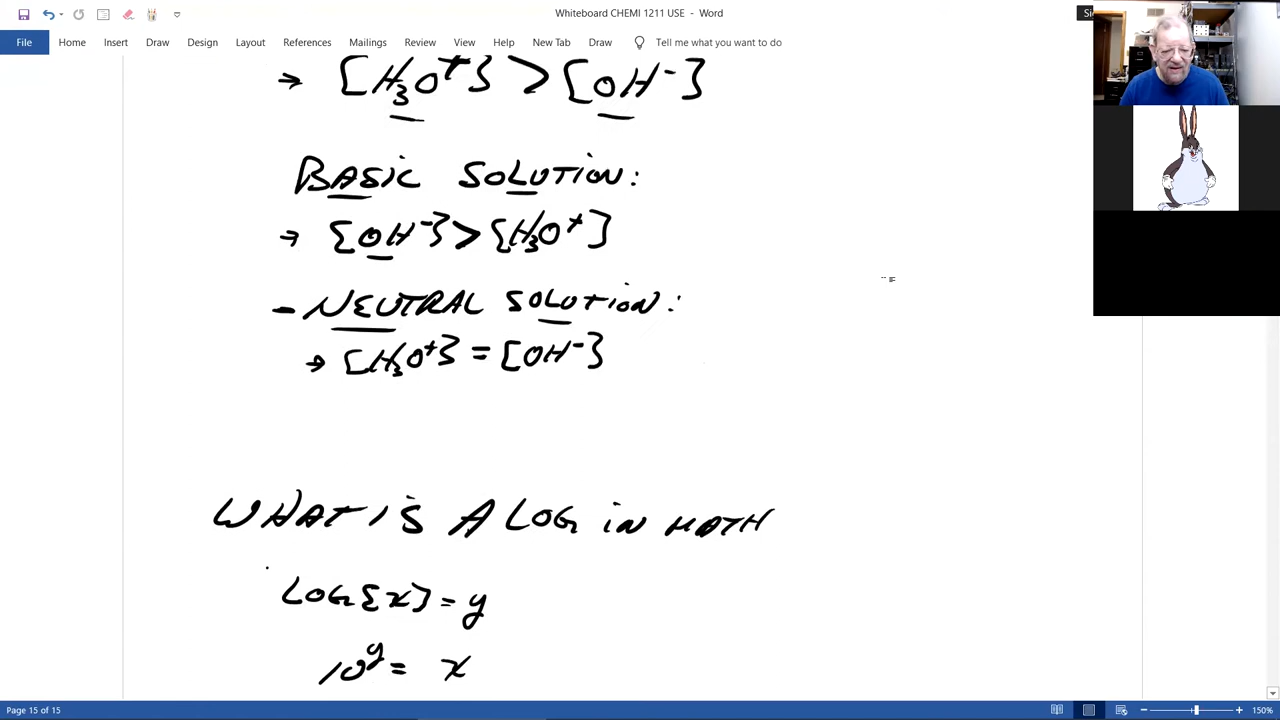 Whiteboard CHEMI 1211 USE - Word
File Home Insert Draw Design Layout References Mailings Review View Help New Tab Draw Tell me what you want to do
→ [H₃O⁺] > [OH⁻]
BASIC SOLUTION:
→ [OH⁻] > [H₃O⁺]
- NEUTRAL SOLUTION:
→ [H₃O⁺] = [OH⁻]
WHAT IS A LOG IN MATH
LOG[x] = y
10ʸ = x
Page 15 of 15
150%